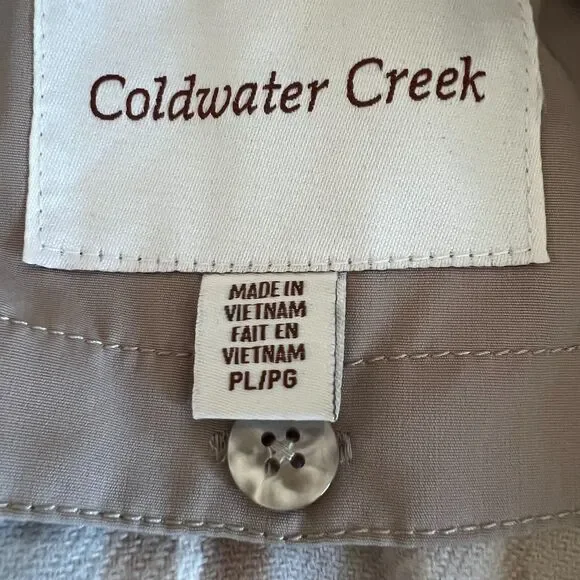 Coldwater Creek
MADE IN
VIETNAM
FAIT EN
VIETNAM
PL/PG